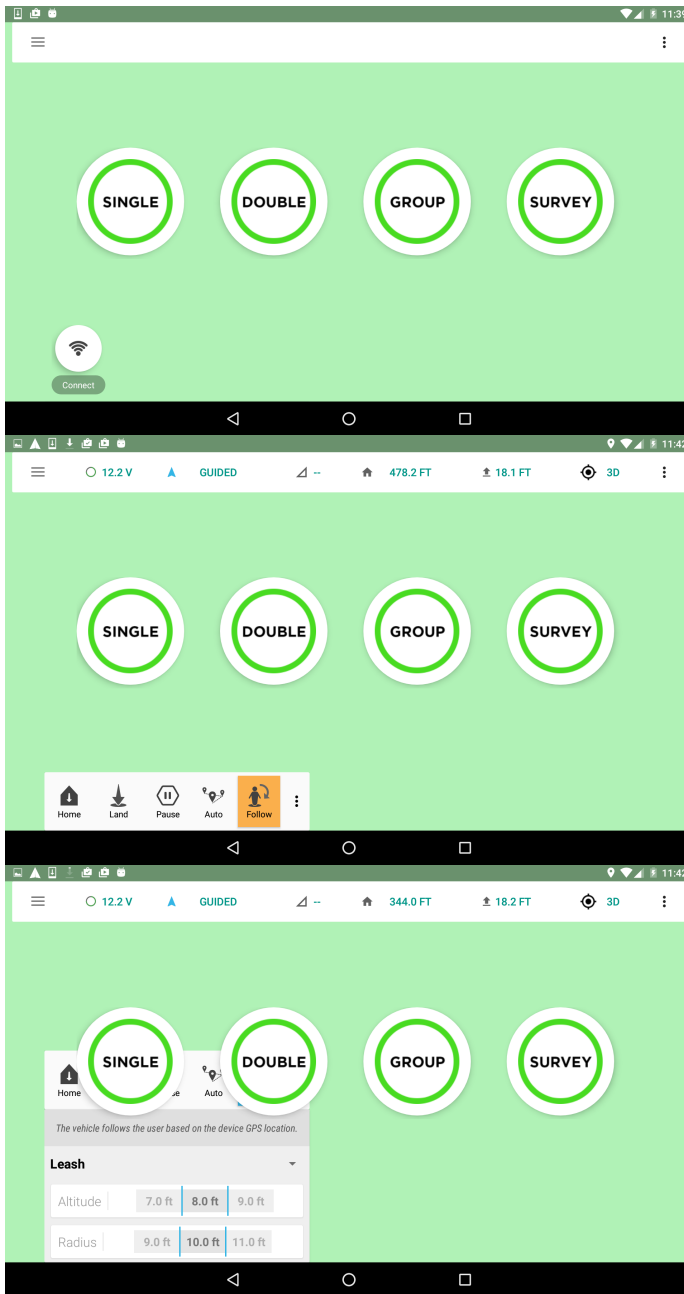 11:39
SINGLE DOUBLE GROUP SURVEY
Connect
11:42
12.2 V GUIDED -- 478.2 FT 18.1 FT 3D
SINGLE DOUBLE GROUP SURVEY
Home Land Pause Auto Follow
11:42
12.2 V GUIDED -- 344.0 FT 18.2 FT 3D
SINGLE DOUBLE GROUP SURVEY
Home Auto
The vehicle follows the user based on the device GPS location.
Leash
Altitude 7.0 ft 8.0 ft 9.0 ft
Radius 9.0 ft 10.0 ft 11.0 ft